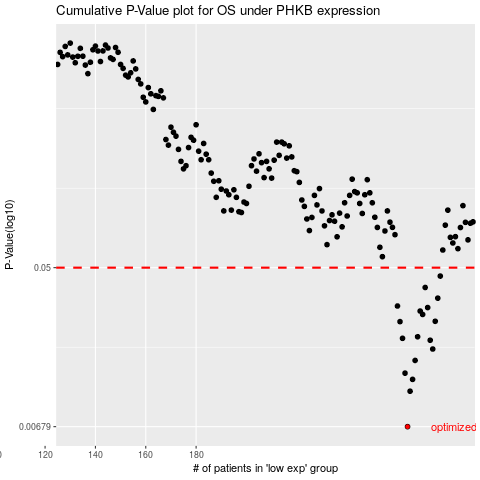 Cumulative P-Value plot for OS under PHKB expression
P-Value(log10)
0.05
0.00679
optimized
0
120
140
160
180
# of patients in 'low exp' group